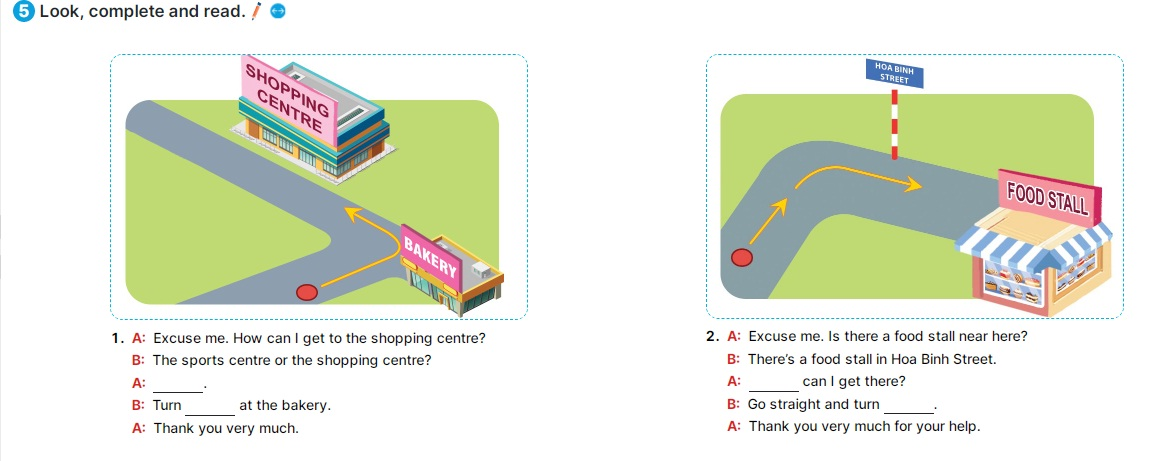 5 Look, complete and read.
SHOPPING
CENTRE
BAKERY
1. A: Excuse me. How can I get to the shopping centre?
B: The sports centre or the shopping centre?
A: ______.
B: Turn ______ at the bakery.
A: Thank you very much.
HOA BINH
STREET
FOOD STALL
2. A: Excuse me. Is there a food stall near here?
B: There's a food stall in Hoa Binh Street.
A: ______ can I get there?
B: Go straight and turn ______.
A: Thank you very much for your help.